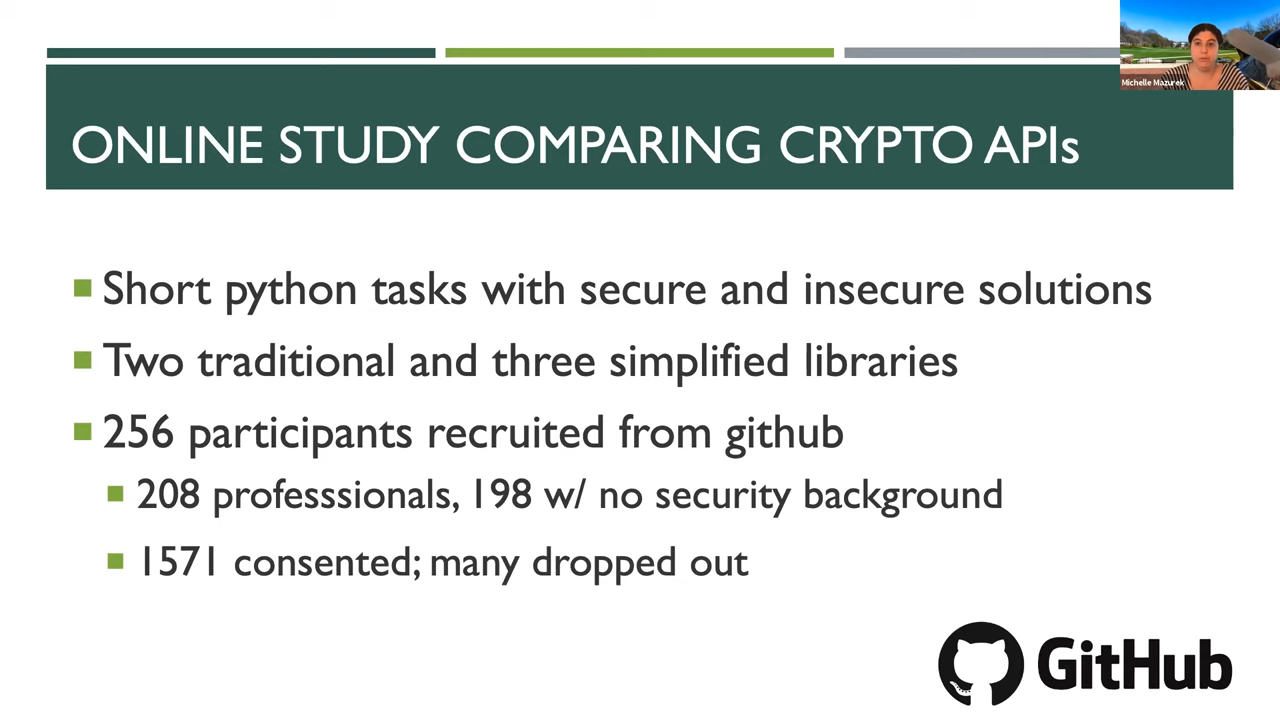 Michelle Mazurek
ONLINE STUDY COMPARING CRYPTO APIs
Short python tasks with secure and insecure solutions
Two traditional and three simplified libraries
256 participants recruited from github
208 professsionals, 198 w/ no security background
1571 consented; many dropped out
GitHub